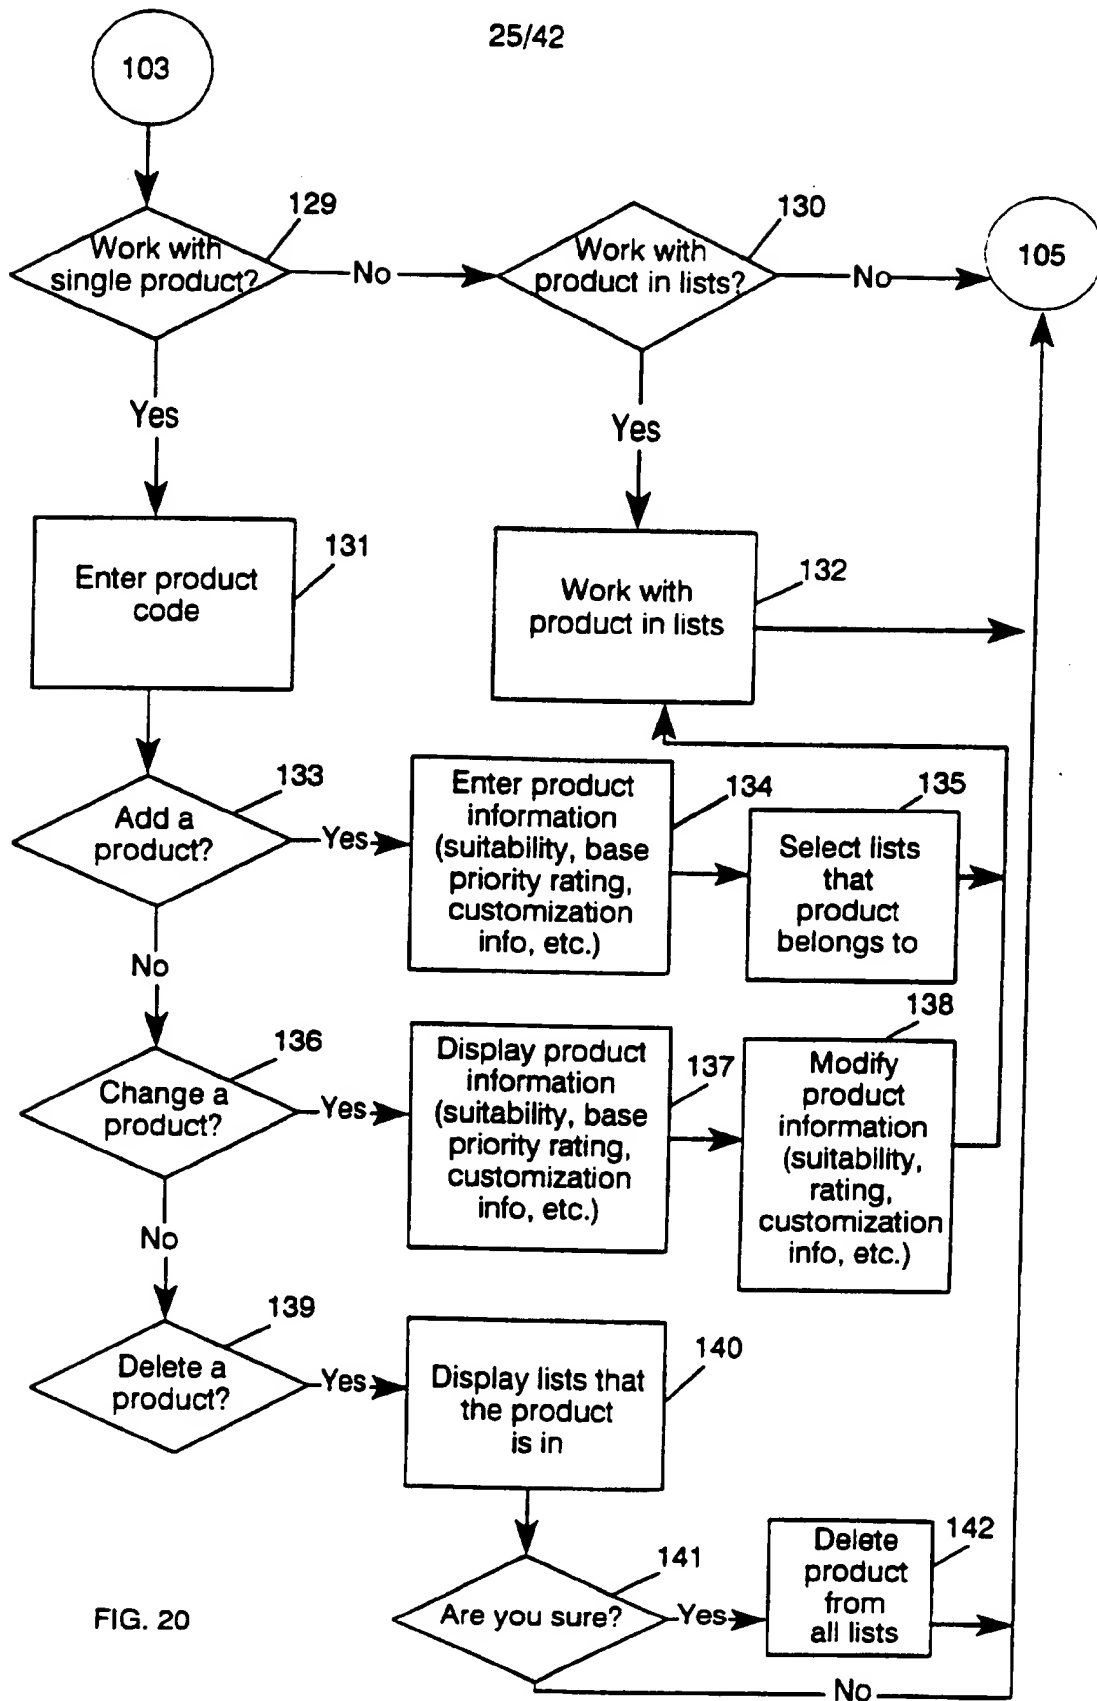 25/42
103
129
Work with
single product?
No
130
Work with
product in lists?
No
105
Yes
Yes
131
Enter product
code
132
Work with
product in lists
133
Add a
product?
Yes
134
Enter product
information
(suitability, base
priority rating,
customization
info, etc.)
135
Select lists
that
product
belongs to
No
136
Change a
product?
Yes
137
Display product
information
(suitability, base
priority rating,
customization
info, etc.)
138
Modify
product
information
(suitability,
rating,
customization
info, etc.)
No
139
Delete a
product?
Yes
140
Display lists that
the product
is in
141
Are you sure?
Yes
142
Delete
product
from
all lists
No
FIG. 20